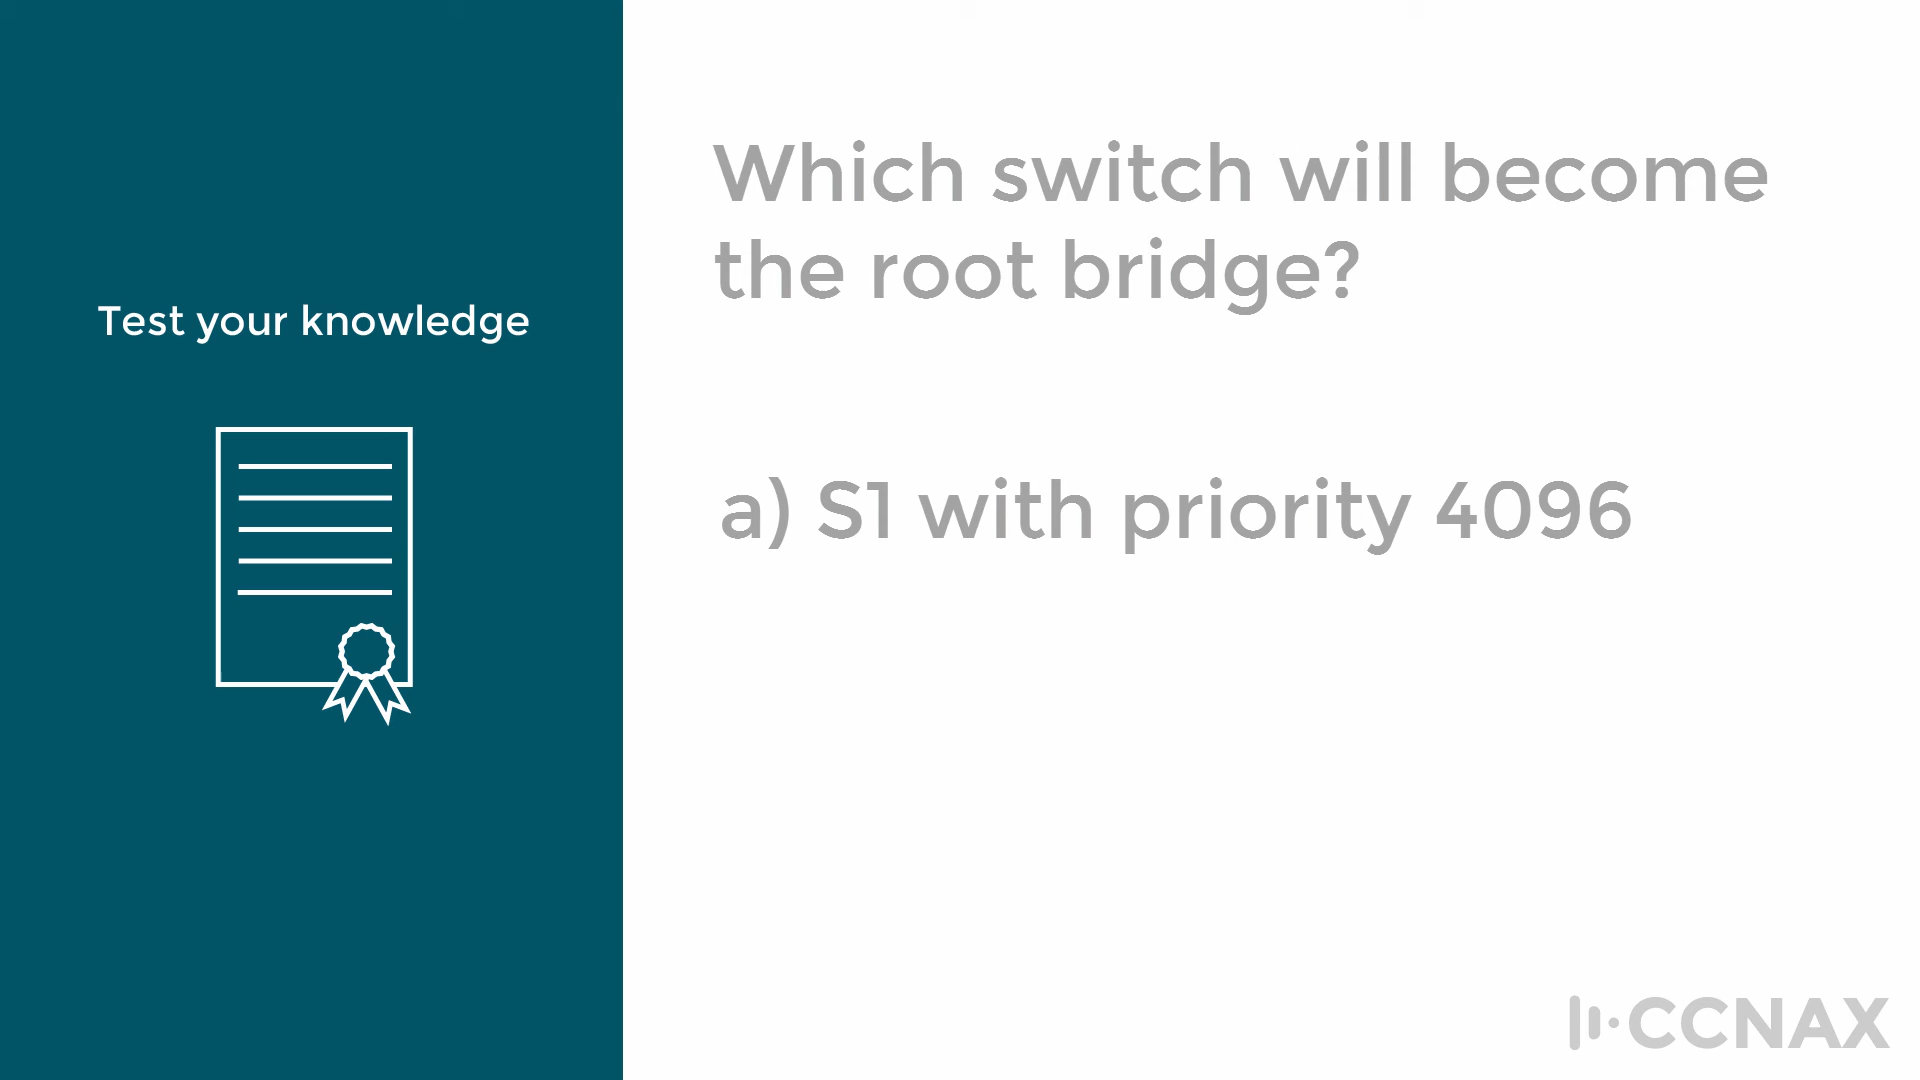 Test your knowledge
Which switch will become
the root bridge?
a) S1 with priority 4096
CCNAX